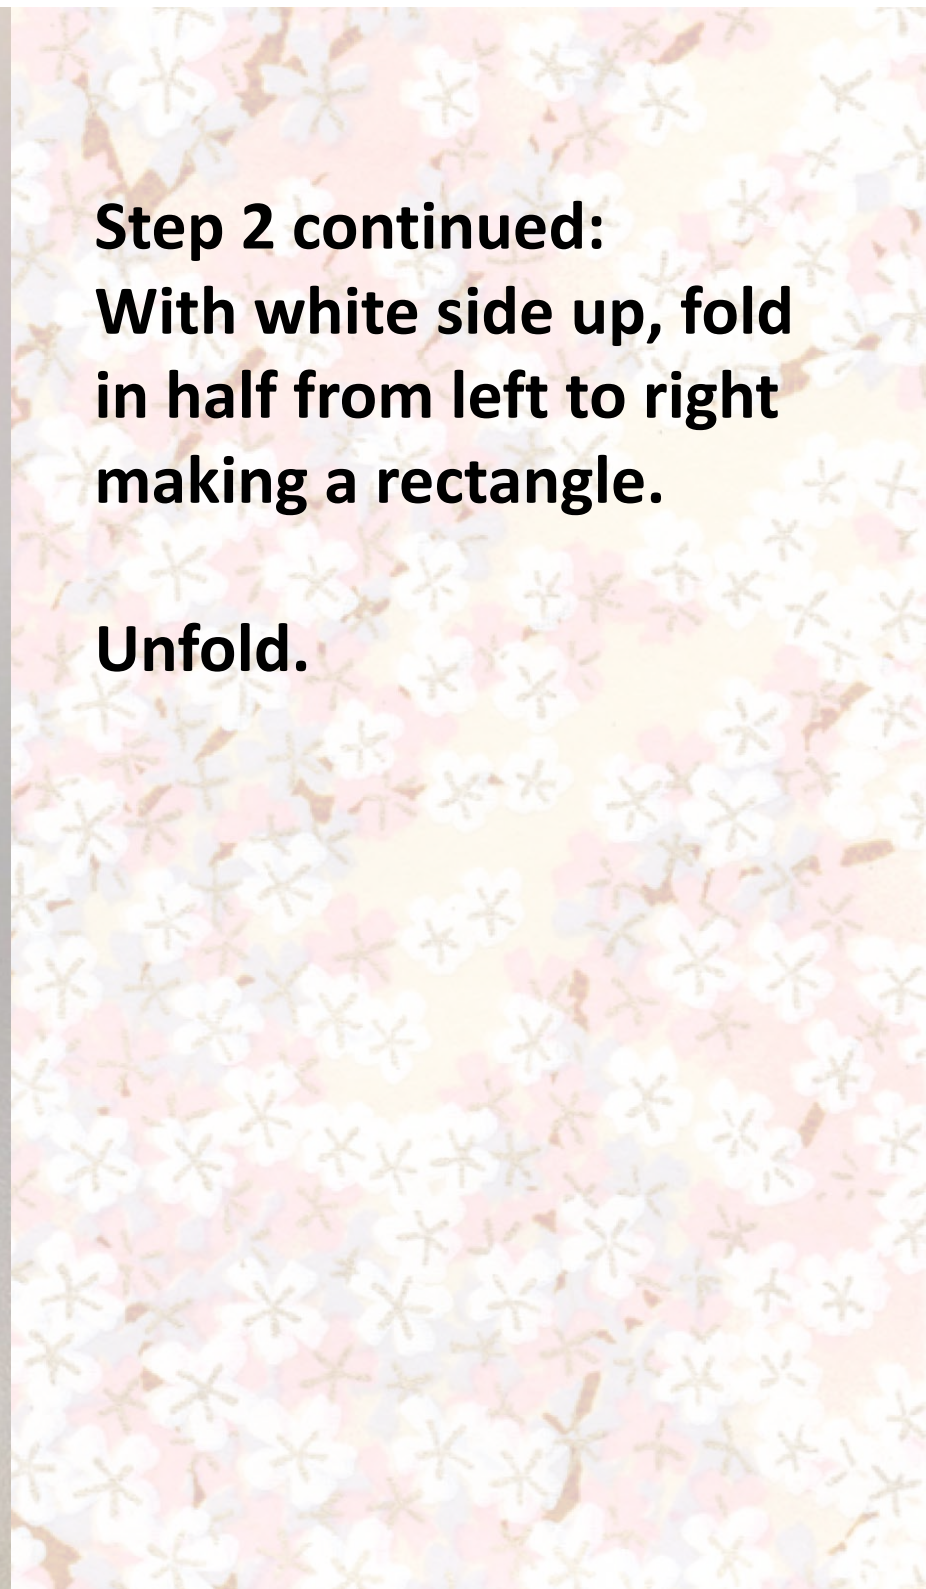 Step 2 continued:
With white side up, fold
in half from left to right
making a rectangle.
Unfold.